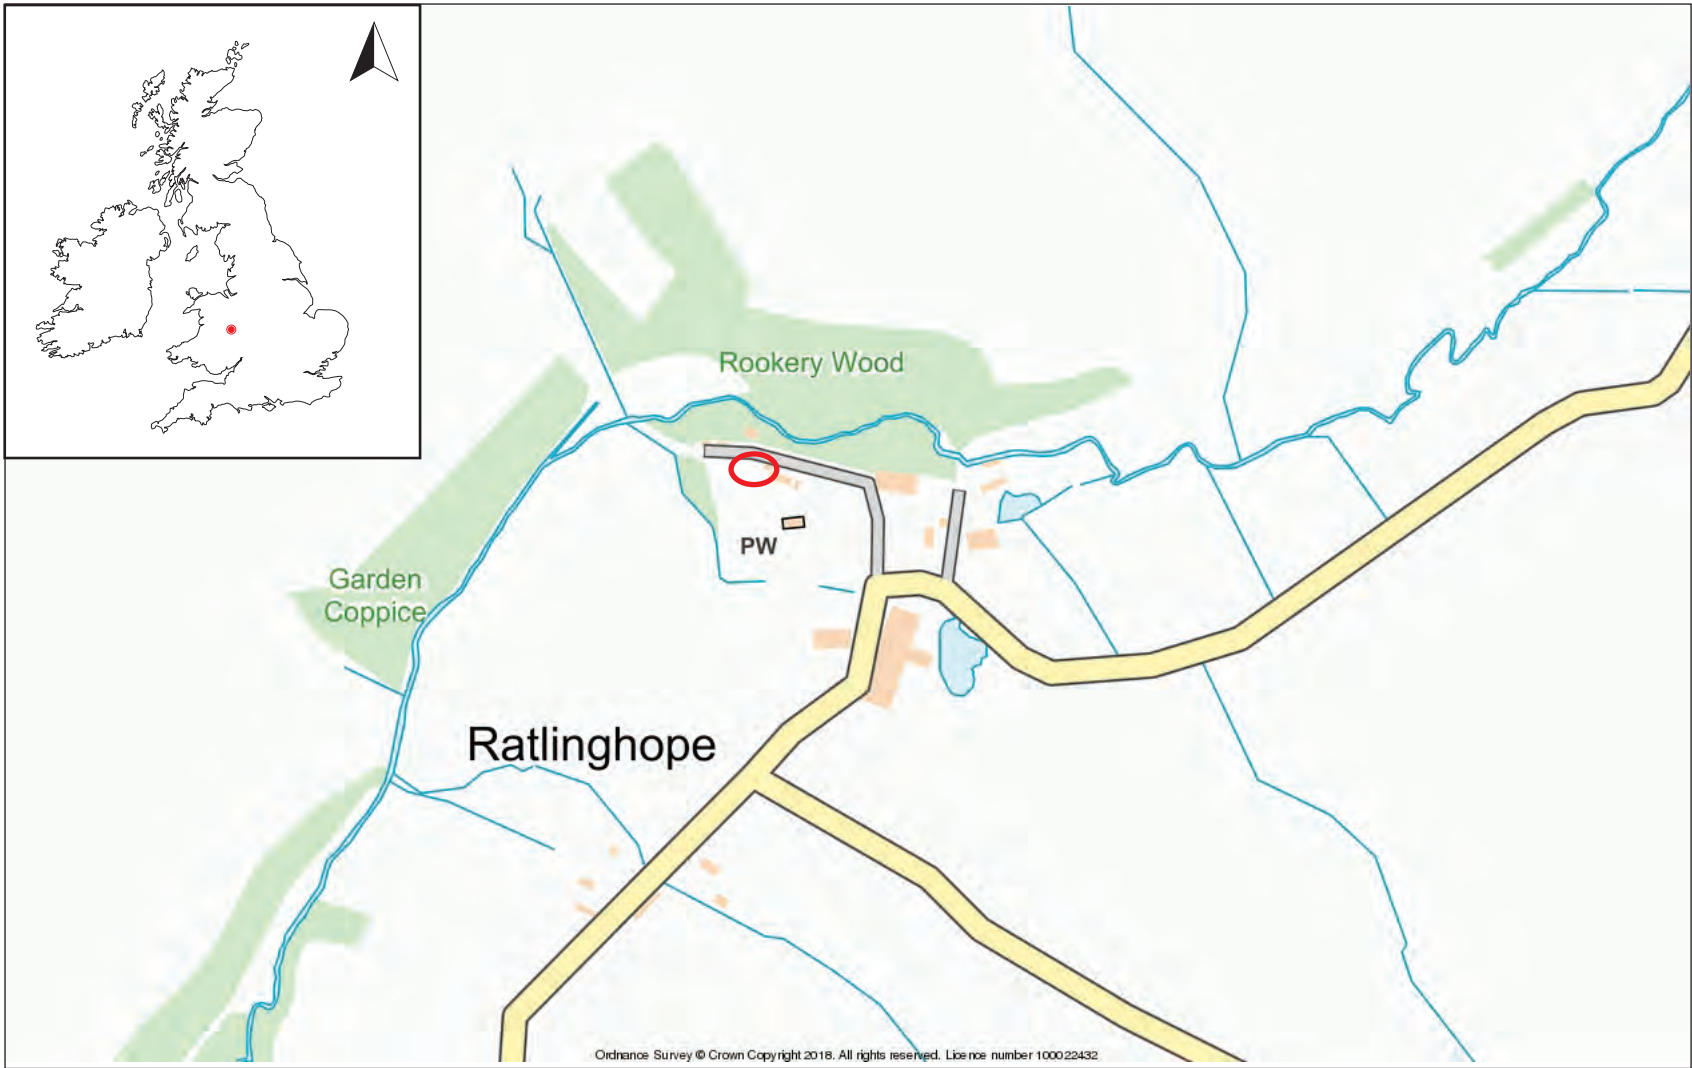 Rookery Wood
PW
Garden
Coppice
Ratlinghope
Ordnance Survey © Crown Copyright 2018. All rights reserved. Licence number 100022432